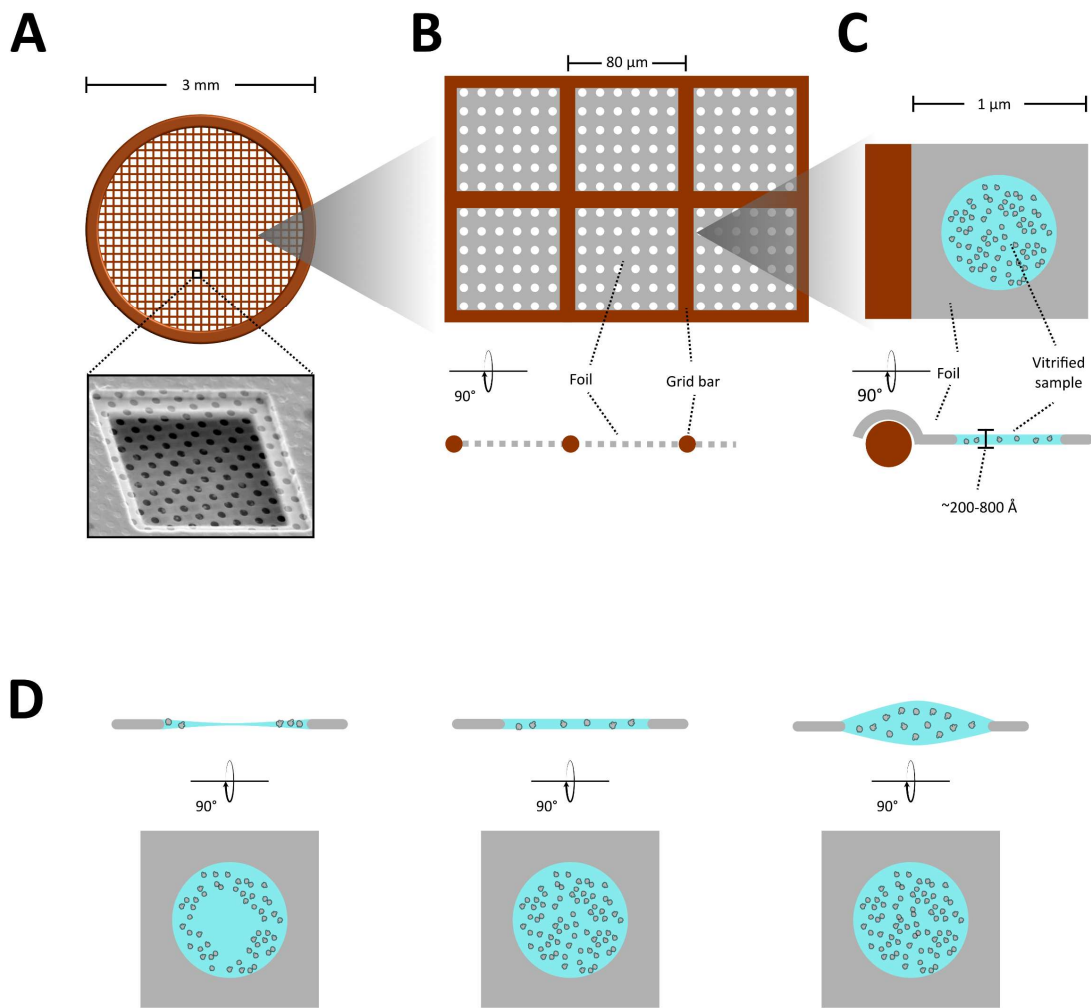 A
B
C
3 mm
80 µm
1 µm
90°
Foil
Grid bar
90°
Foil
Vitrified
sample
~200-800 Å
D
90°
90°
90°